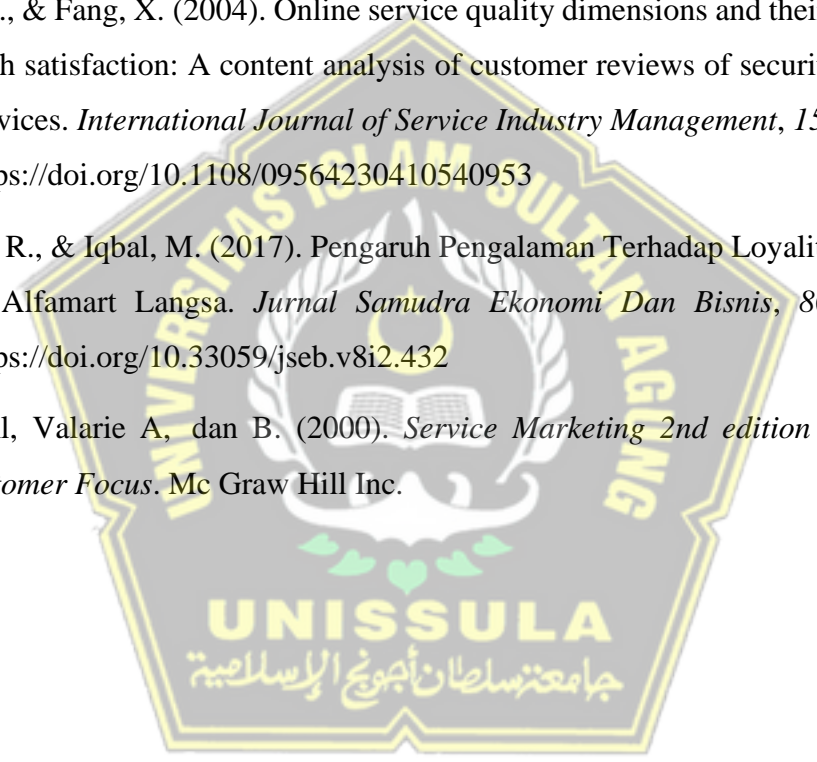 ., & Fang, X. (2004). Online service quality dimensions and their
h satisfaction: A content analysis of customer reviews of securit
vices. International Journal of Service Industry Management, 15
ps://doi.org/10.1108/09564230410540953
R., & Iqbal, M. (2017). Pengaruh Pengalaman Terhadap Loyalit
Alfamart Langsa. Jurnal Samudra Ekonomi Dan Bisnis, 8(
ps://doi.org/10.33059/jseb.v8i2.432
l, Valarie A, dan B. (2000). Service Marketing 2nd edition
tomer Focus. Mc Graw Hill Inc.
UNIVERSITAS ISLAM SULTAN AGUNG
UNISSULA
جامعة سلطان أجونج الإسلامية